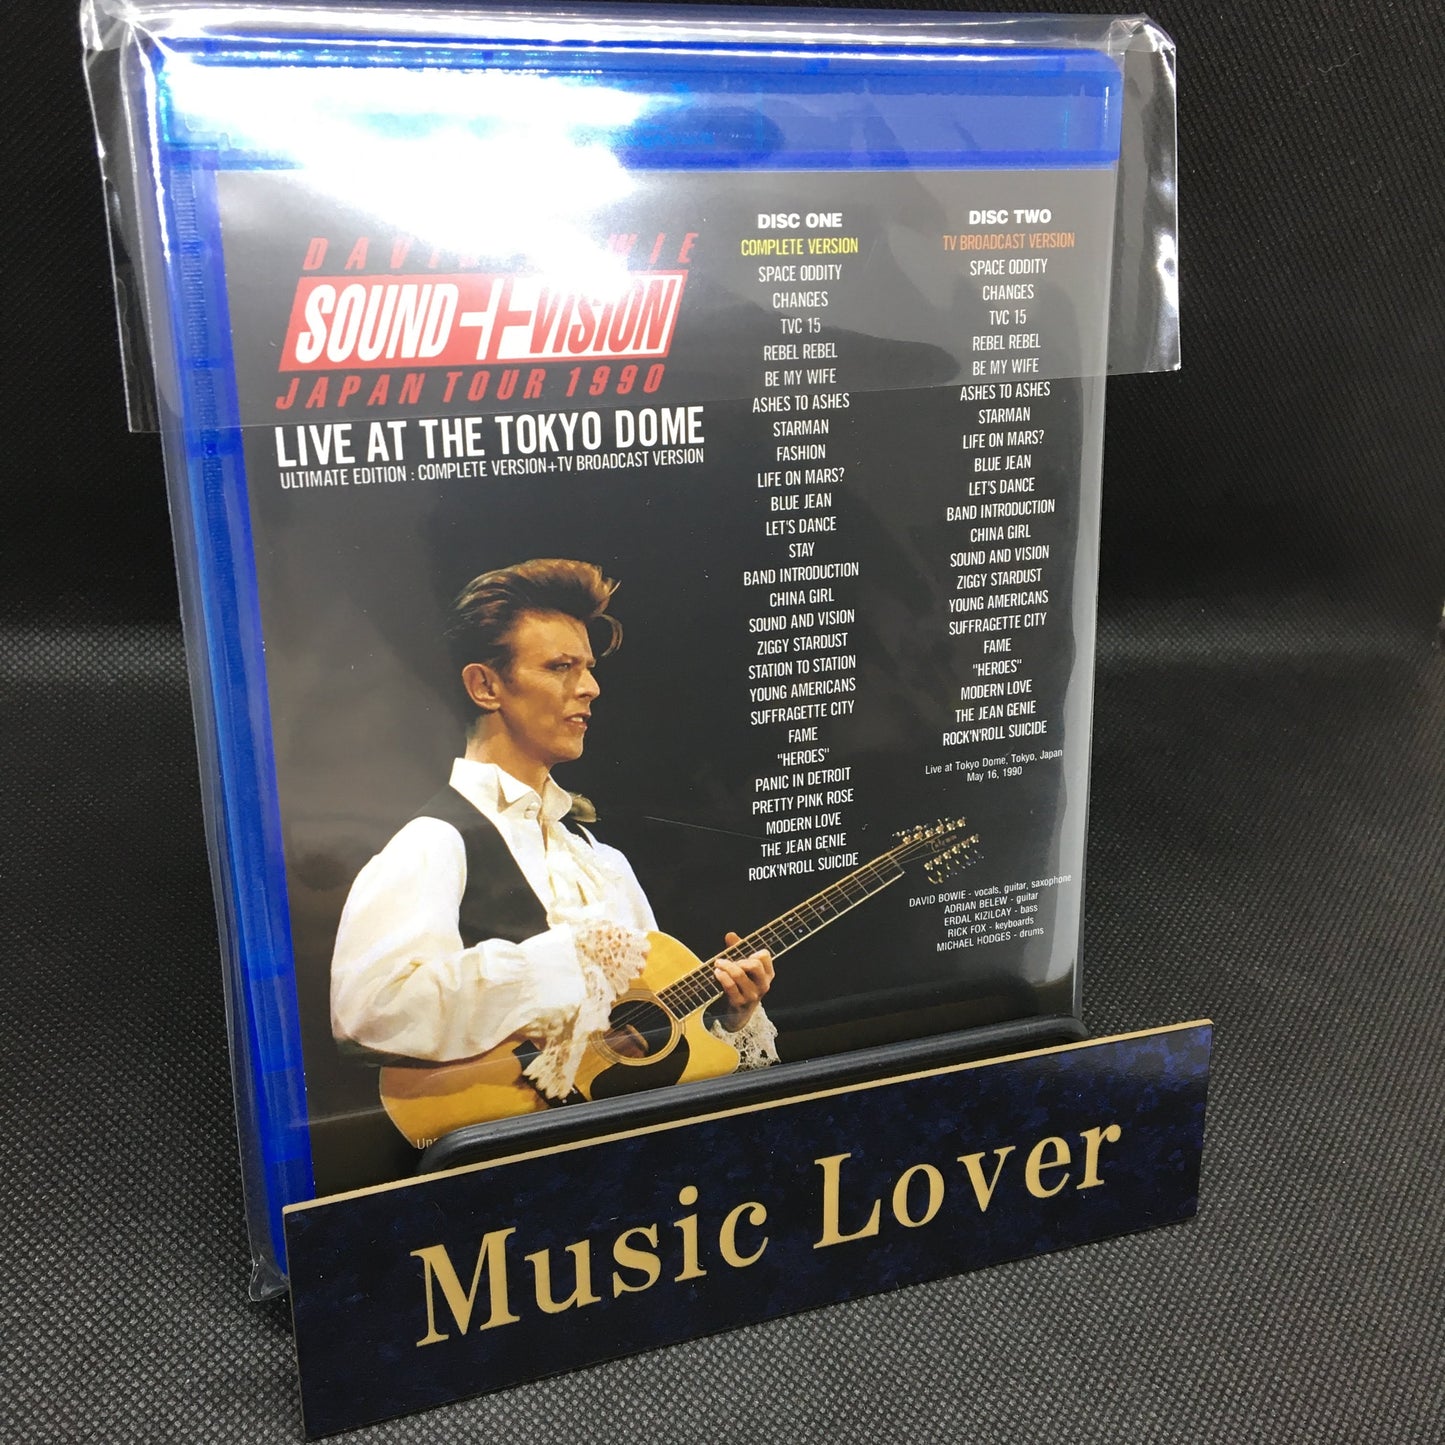 DAVID BOWIE
SOUND+VISION
JAPAN TOUR 1990
LIVE AT THE TOKYO DOME
ULTIMATE EDITION : COMPLETE VERSION+TV BROADCAST VERSION
DISC ONE
COMPLETE VERSION
SPACE ODDITY
CHANGES
TVC 15
REBEL REBEL
BE MY WIFE
ASHES TO ASHES
STARMAN
FASHION
LIFE ON MARS?
BLUE JEAN
LET'S DANCE
STAY
BAND INTRODUCTION
CHINA GIRL
SOUND AND VISION
ZIGGY STARDUST
STATION TO STATION
YOUNG AMERICANS
SUFFRAGETTE CITY
FAME
"HEROES"
PANIC IN DETROIT
PRETTY PINK ROSE
MODERN LOVE
THE JEAN GENIE
ROCK'N'ROLL SUICIDE
DISC TWO
TV BROADCAST VERSION
SPACE ODDITY
CHANGES
TVC 15
REBEL REBEL
BE MY WIFE
ASHES TO ASHES
STARMAN
LIFE ON MARS?
BLUE JEAN
LET'S DANCE
BAND INTRODUCTION
CHINA GIRL
SOUND AND VISION
ZIGGY STARDUST
YOUNG AMERICANS
SUFFRAGETTE CITY
FAME
"HEROES"
MODERN LOVE
THE JEAN GENIE
ROCK'N'ROLL SUICIDE
Live at Tokyo Dome, Tokyo, Japan
May 16, 1990
DAVID BOWIE - vocals, guitar, saxophone
ADRIAN BELEW - guitar
ERDAL KIZILCAY - bass
RICK FOX - keyboards
MICHAEL HODGES - drums
Music Lover